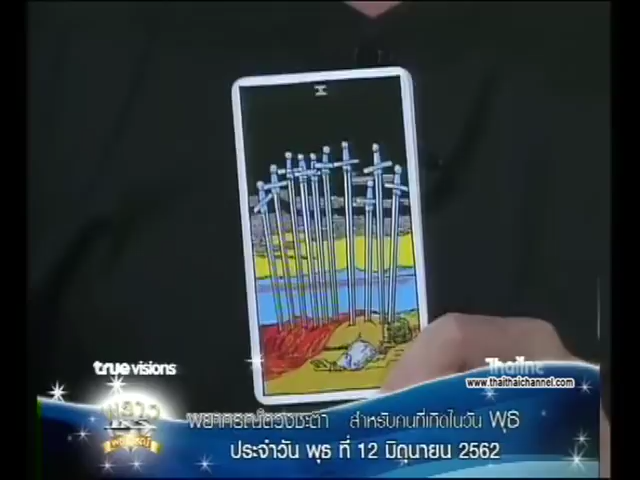 X
true visions
ThaiThai
www.thaithaichannel.com
พยากรณ์ดวงชะตา สำหรับคนที่เกิดในวัน พุธ
ประจำวัน พุธ ที่ 12 มิถุนายน 2562